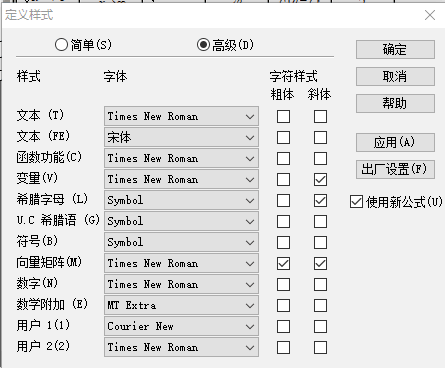 定义样式
简单(S) 高级(D)
确定
样式 字体 字符样式
取消
粗体 斜体
帮助
文本 (T) Times New Roman
文本 (FE) 宋体
应用(A)
函数功能(C) Times New Roman
出厂设置(F)
变量(V) Times New Roman
希腊字母 (L) Symbol
使用新公式(U)
U.C 希腊语 (G) Symbol
符号(B) Symbol
向量矩阵(M) Times New Roman
数字(N) Times New Roman
数学附加 (E) MT Extra
用户 1(1) Courier New
用户 2(2) Times New Roman